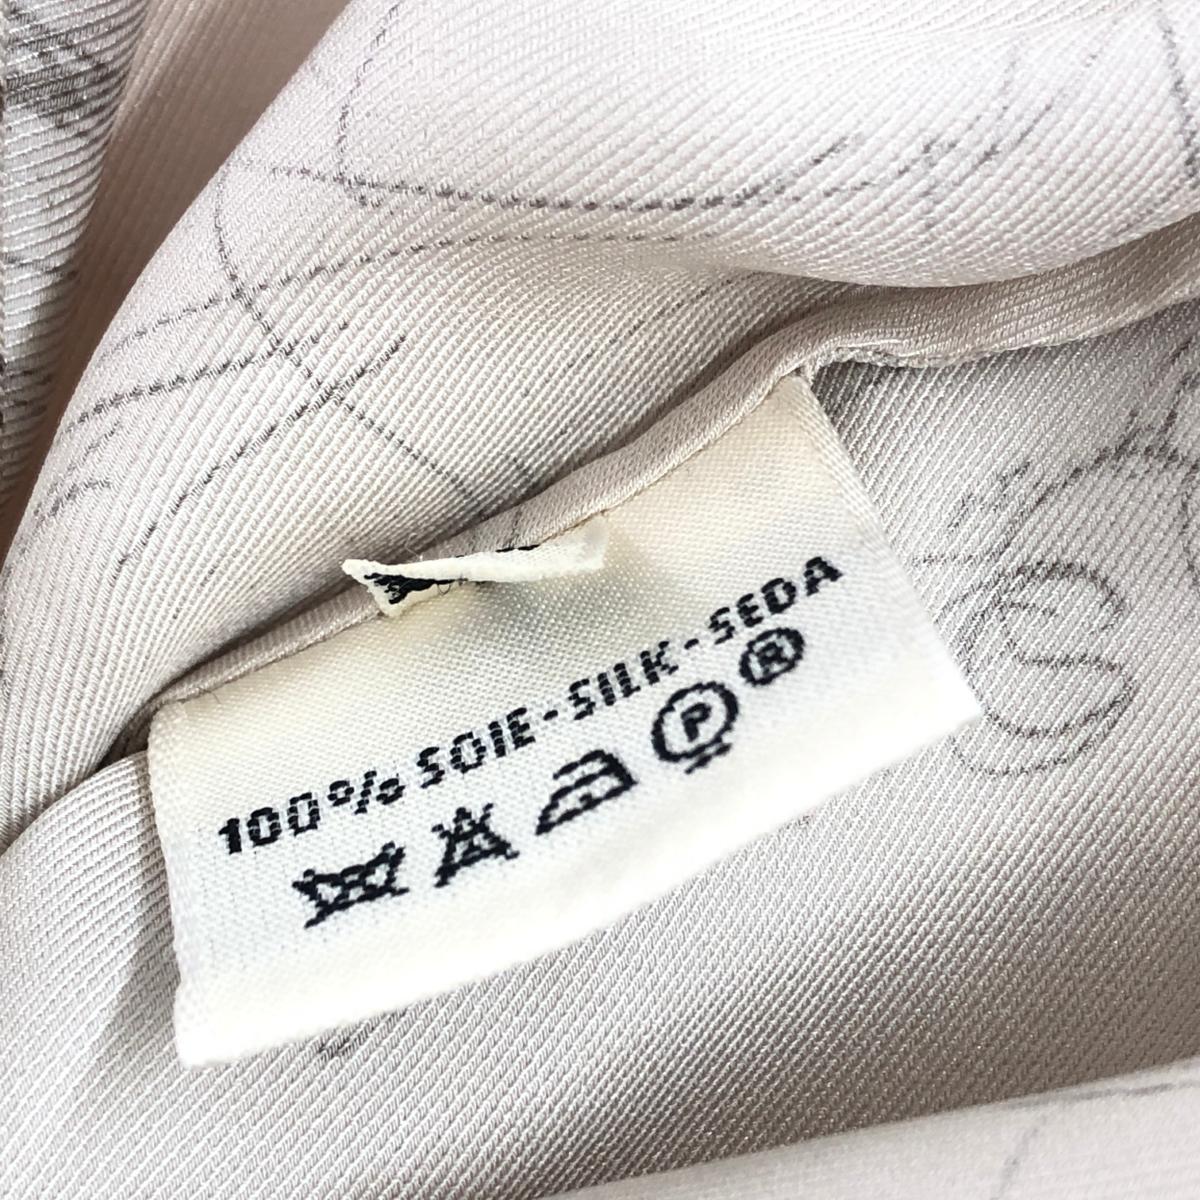 100% SOIE - SILK - SEDA
P R